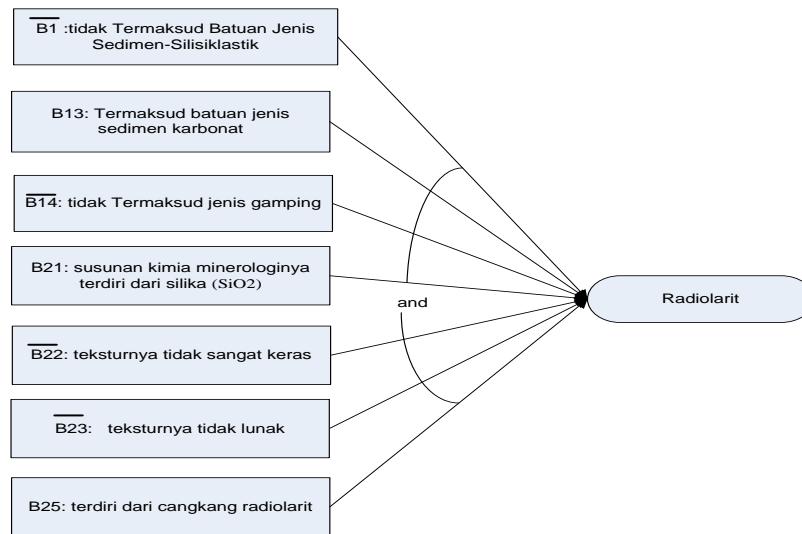 B1 :tidak Termaksud Batuan Jenis
Sedimen-Silisiklastik
B13: Termaksud batuan jenis
sedimen karbonat
B14: tidak Termaksud jenis gamping
B21: susunan kimia minerologinya
terdiri dari silika (SiO2)
and
Radiolarit
B22: teksturnya tidak sangat keras
B23: teksturnya tidak lunak
B25: terdiri dari cangkang radiolarit